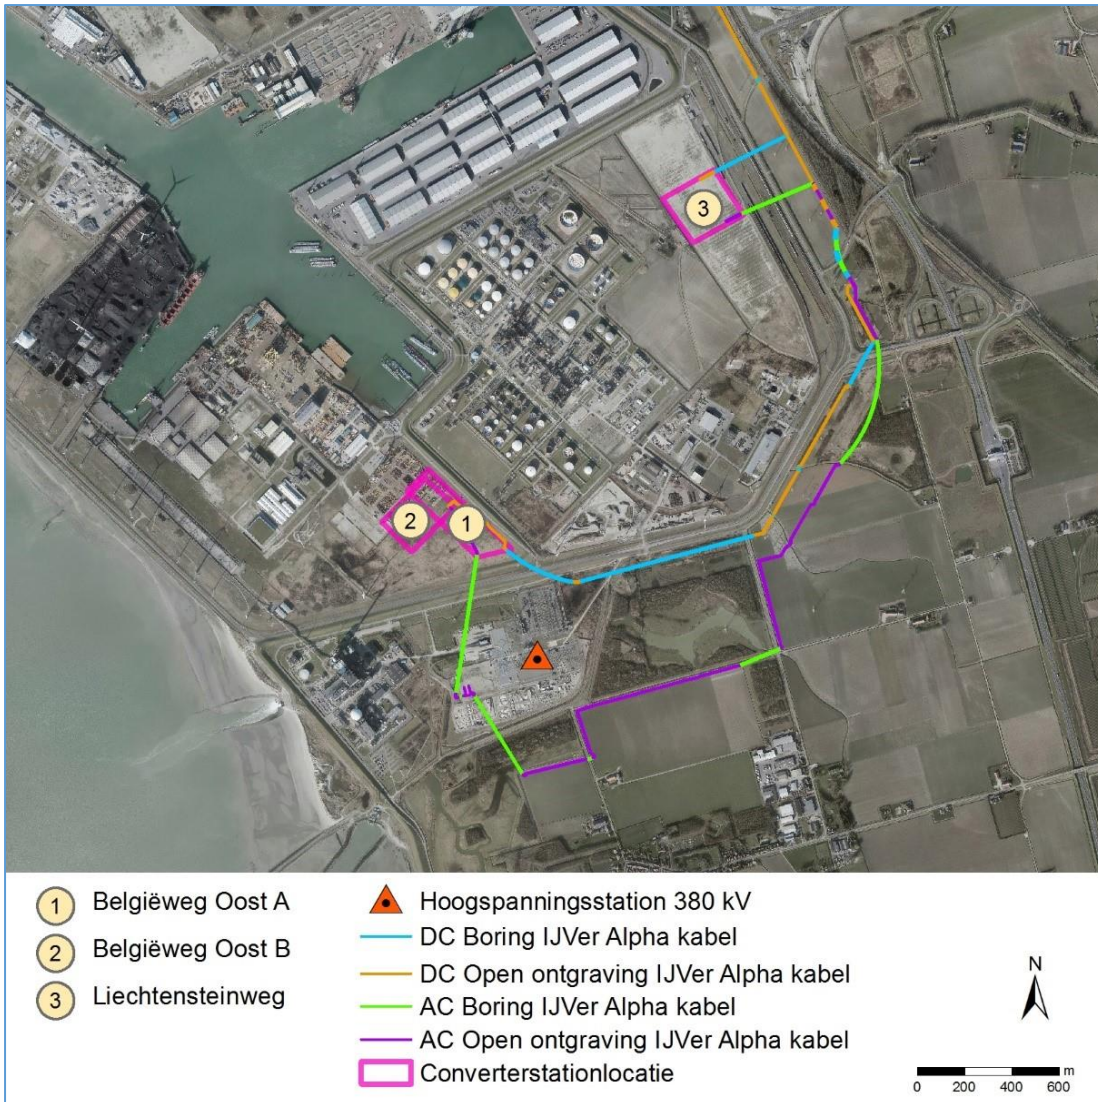 3
2
1
1 Belgiëweg Oost A
2 Belgiëweg Oost B
3 Liechtensteinweg
Hoogspanningsstation 380 kV
DC Boring IJVer Alpha kabel
DC Open ontgraving IJVer Alpha kabel
AC Boring IJVer Alpha kabel
AC Open ontgraving IJVer Alpha kabel
Converterstationlocatie
N
m
0 200 400 600